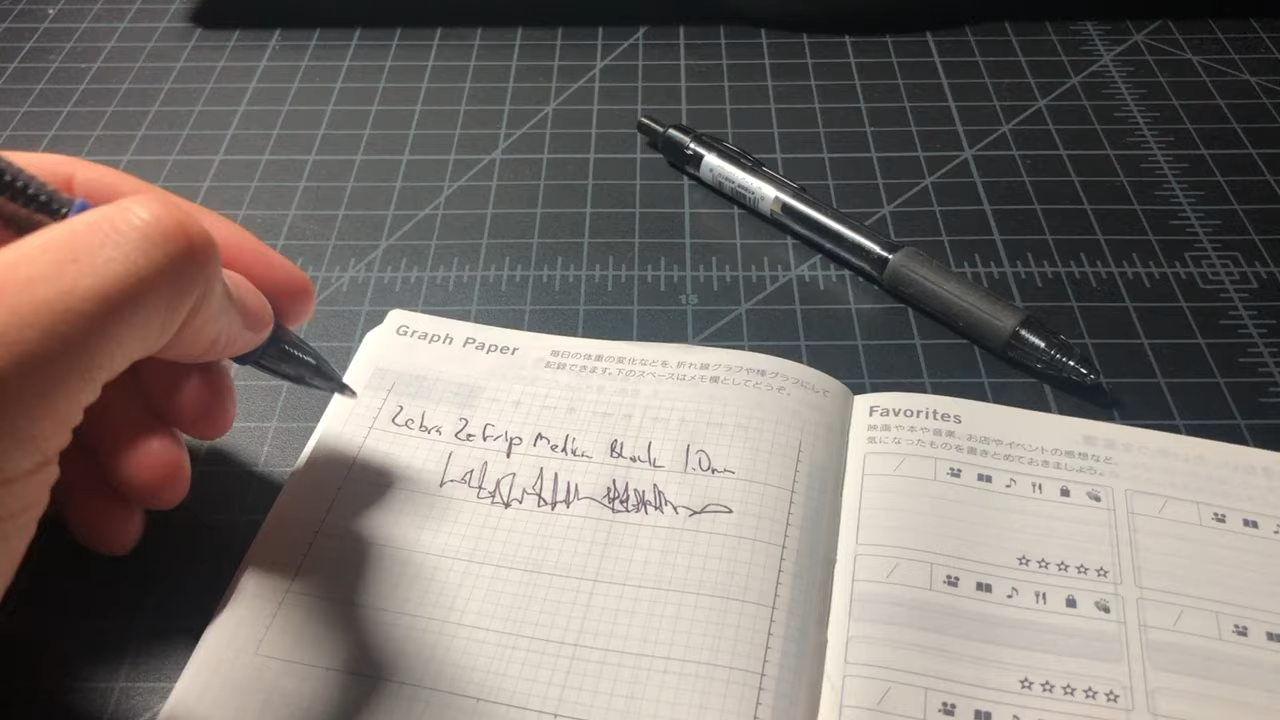 Graph Paper
毎日の体重の変化などを、折れ線グラフや棒グラフにして
記録できます。下のスペースはメモ欄としてどうぞ。
Zebra Z-Grip Medium Black 1.0mm
15
Favorites
映画や本や音楽、お店やイベントの感想など、
気になったものを書きとめておきましょう。